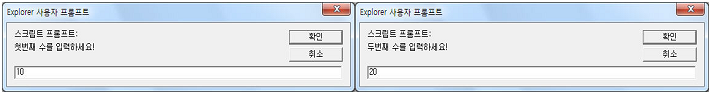 Explorer 사용자 프롬프트
스크립트 프롬프트:
첫번째 수를 입력하세요!
확인
취소
10
Explorer 사용자 프롬프트
스크립트 프롬프트:
두번째 수를 입력하세요!
확인
취소
20